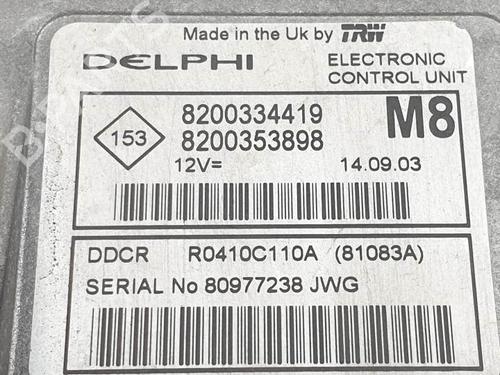 Made in the Uk by TRW
DELPHI
ELECTRONIC
CONTROL UNIT
153
8200334419
8200353898
M8
12V=
14.09.03
DDCR R0410C110A (81083A)
SERIAL No 80977238 JWG